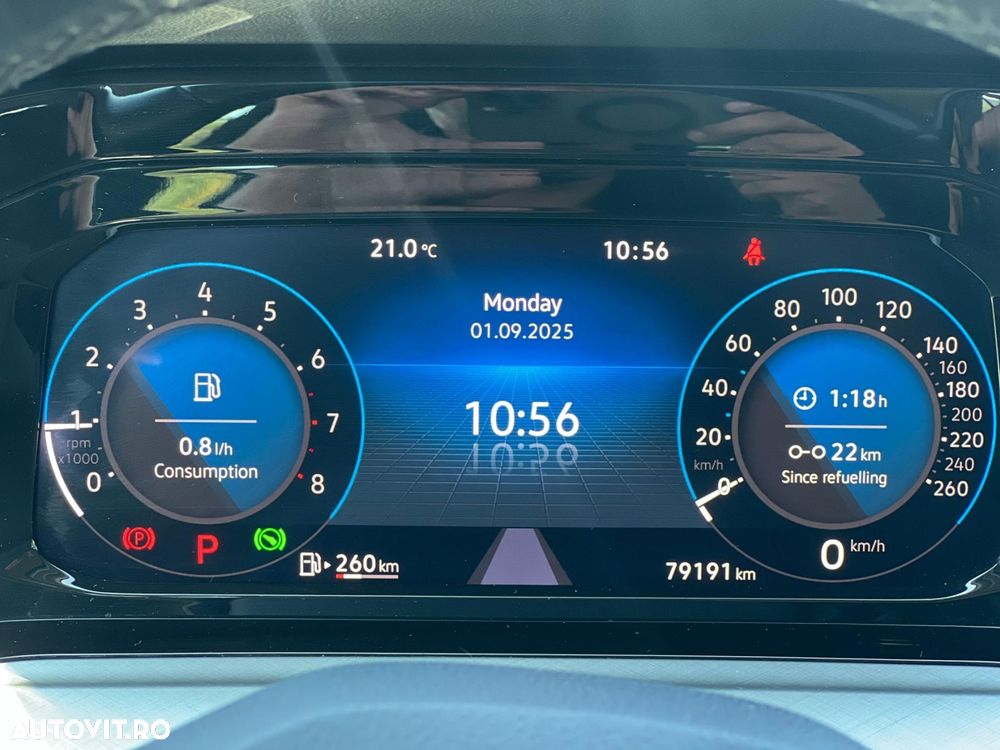 21.0 °C
10:56
Monday
01.09.2025
10:56
0
1
2
3
4
5
6
7
8
rpm
x1000
0.8 l/h
Consumption
0
20
40
60
80
100
120
140
160
180
200
220
240
260
km/h
1:18 h
22 km
Since refuelling
(P)
P
260 km
79191 km
0 km/h
AUTOVIT.RO